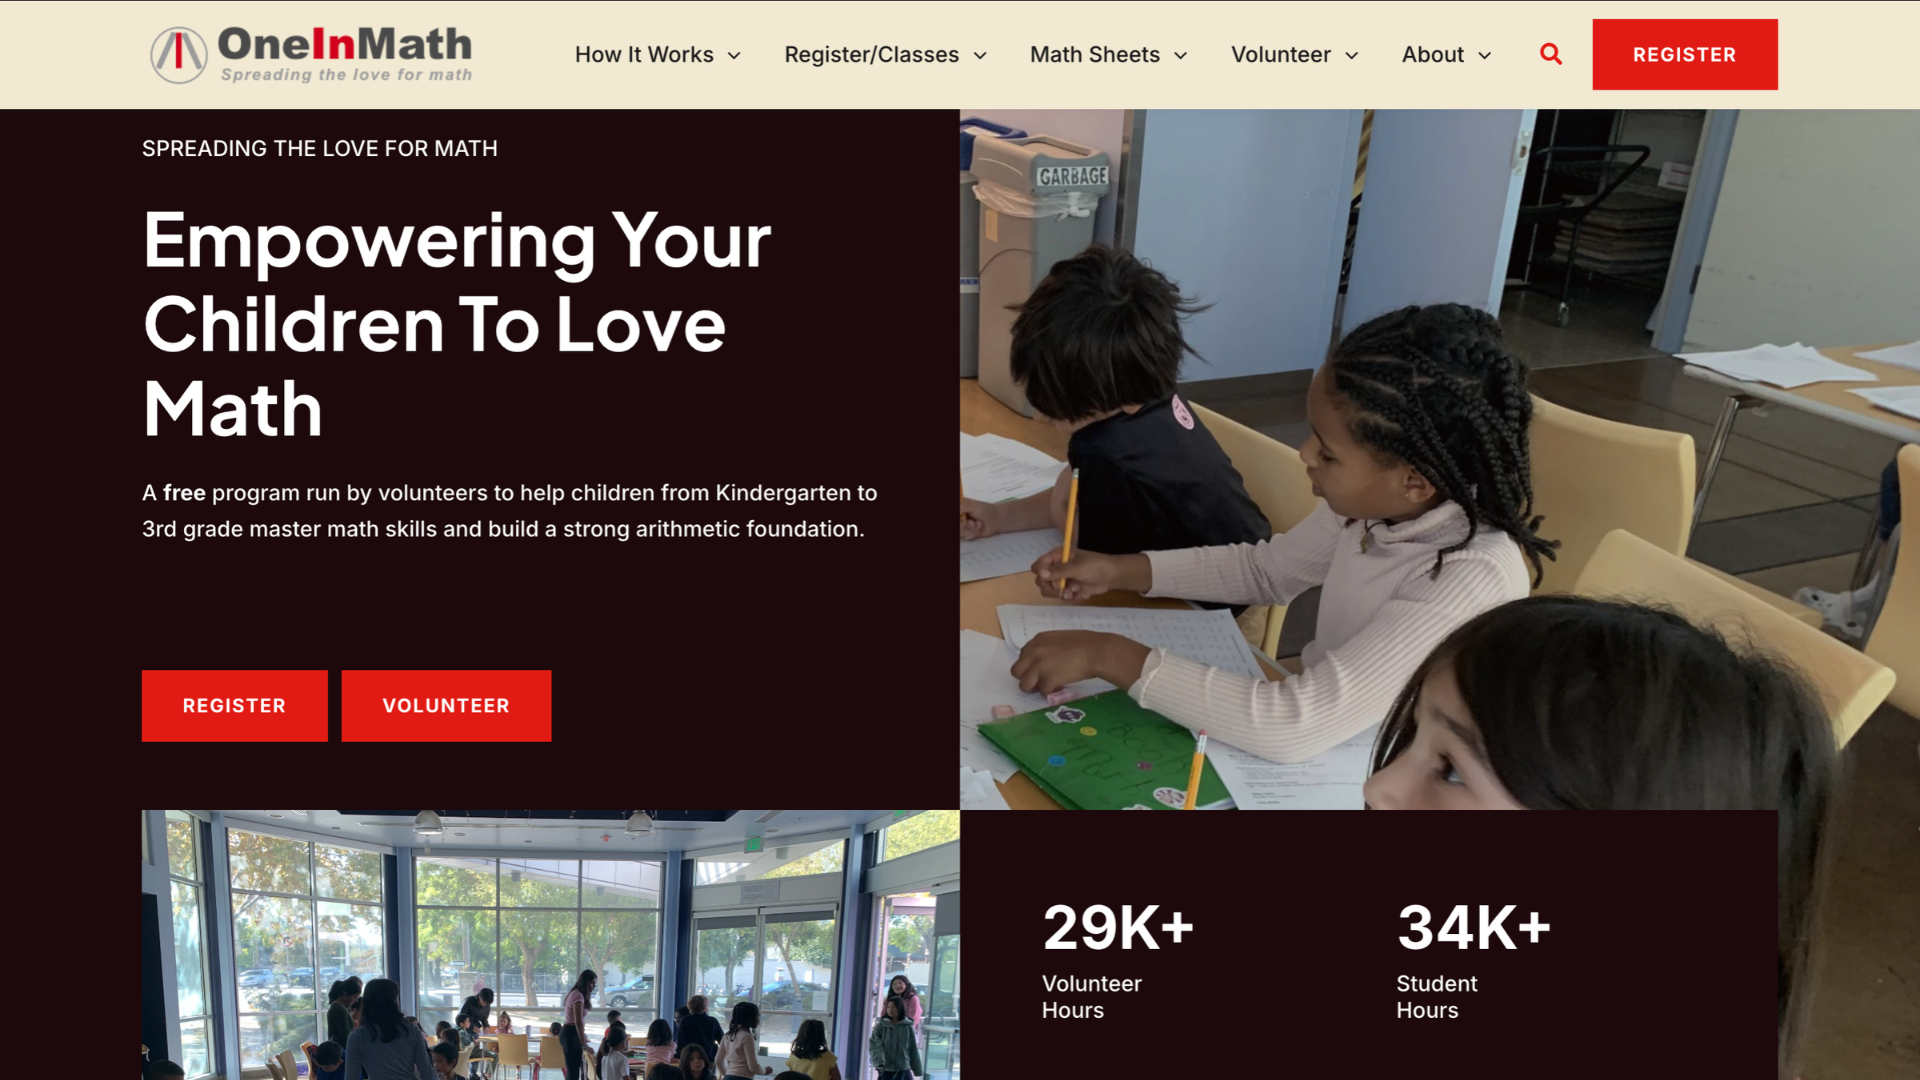 OneInMath
Spreading the love for math
How It Works
Register/Classes
Math Sheets
Volunteer
About
REGISTER
SPREADING THE LOVE FOR MATH
Empowering Your
Children To Love
Math
A free program run by volunteers to help children from Kindergarten to
3rd grade master math skills and build a strong arithmetic foundation.
REGISTER
VOLUNTEER
GARBAGE
29K+
Volunteer
Hours
34K+
Student
Hours